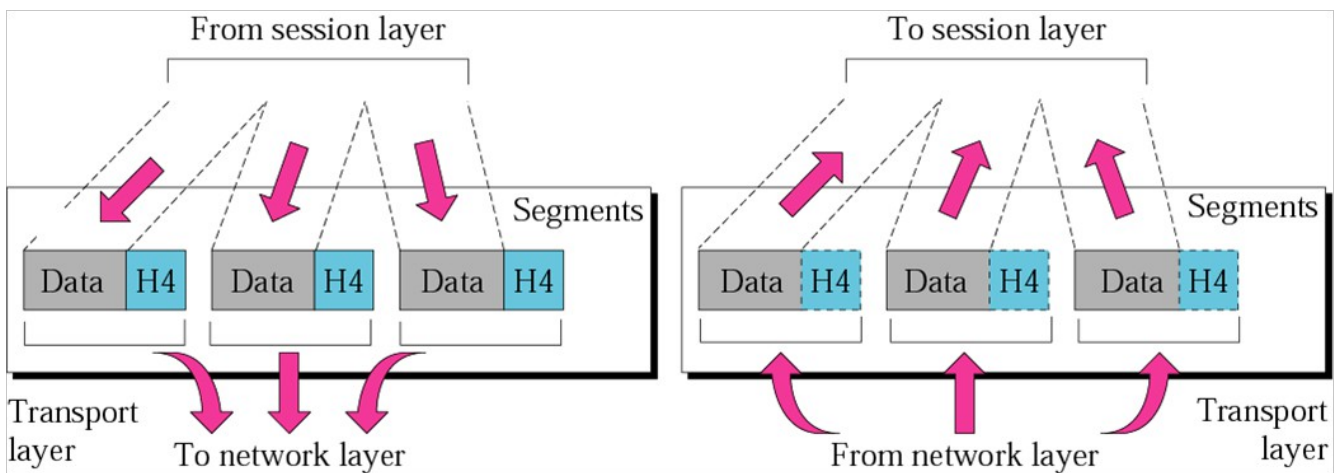 From session layer
To session layer
Segments
Segments
Data H4 Data H4 Data H4
Data H4 Data H4 Data H4
Transport
layer
To network layer
From network layer
Transport
layer